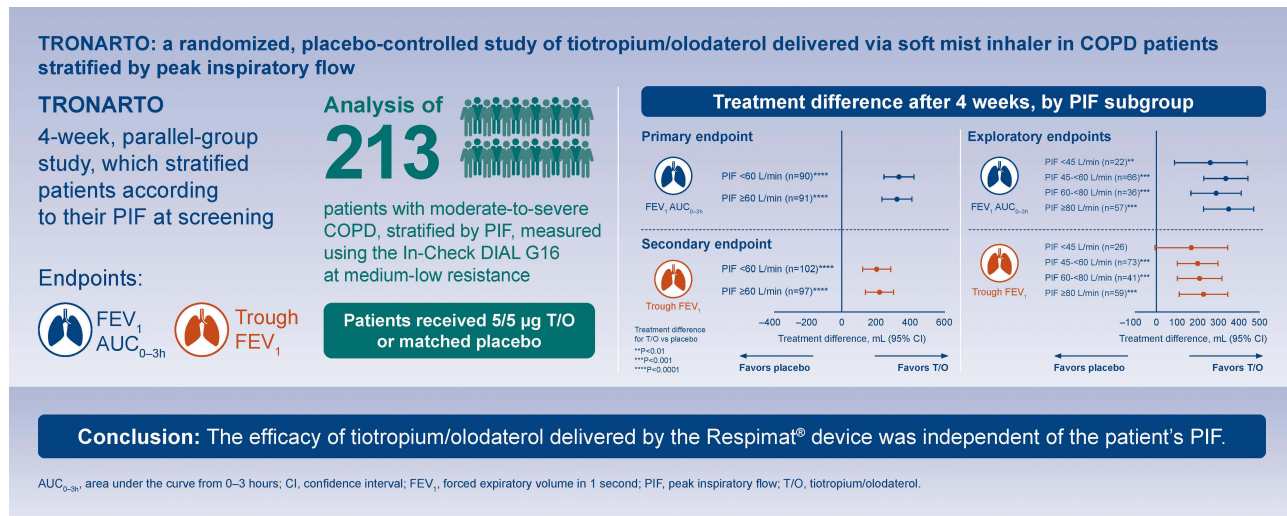 TRONARTO: a randomized, placebo-controlled study of tiotropium/olodaterol delivered via soft mist inhaler in COPD patients
stratified by peak inspiratory flow
TRONARTO
4-week, parallel-group
study, which stratified
patients according
to their PIF at screening
Endpoints:
FEV1
AUC0–3h
Trough
FEV1
Analysis of
213
patients with moderate-to-severe
COPD, stratified by PIF, measured
using the In-Check DIAL G16
at medium-low resistance
Patients received 5/5 µg T/O
or matched placebo
Treatment difference after 4 weeks, by PIF subgroup
Primary endpoint
FEV1 AUC0–3h
PIF <60 L/min (n=90)****
PIF ≥60 L/min (n=91)****
Secondary endpoint
Trough FEV1
PIF <60 L/min (n=102)****
PIF ≥60 L/min (n=97)****
−400 −200 0 200 400 600
Treatment difference, mL (95% CI)
Favors placebo Favors T/O
Treatment difference
for T/O vs placebo
**P<0.01
***P<0.001
****P<0.0001
Exploratory endpoints
FEV1 AUC0–3h
PIF <45 L/min (n=22)**
PIF 45-<60 L/min (n=66)***
PIF 60-<80 L/min (n=36)***
PIF ≥80 L/min (n=57)***
Trough FEV1
PIF <45 L/min (n=26)
PIF 45-<60 L/min (n=73)***
PIF 60-<80 L/min (n=41)***
PIF ≥80 L/min (n=59)***
−100 0 100 200 300 400 500
Treatment difference, mL (95% CI)
Favors placebo Favors T/O
Conclusion: The efficacy of tiotropium/olodaterol delivered by the Respimat® device was independent of the patient's PIF.
AUC0–3h, area under the curve from 0–3 hours; CI, confidence interval; FEV1, forced expiratory volume in 1 second; PIF, peak inspiratory flow; T/O, tiotropium/olodaterol.